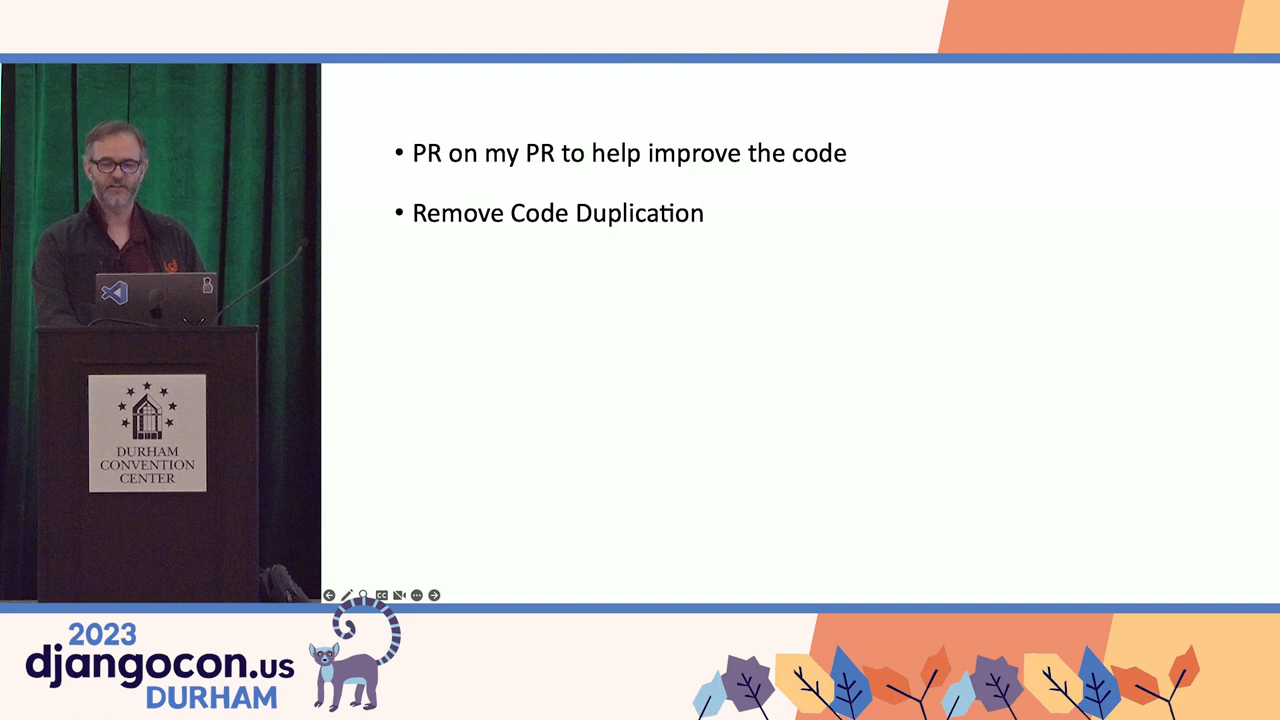 • PR on my PR to help improve the code
• Remove Code Duplication
DURHAM
CONVENTION
CENTER
2023
djangocon.us
DURHAM